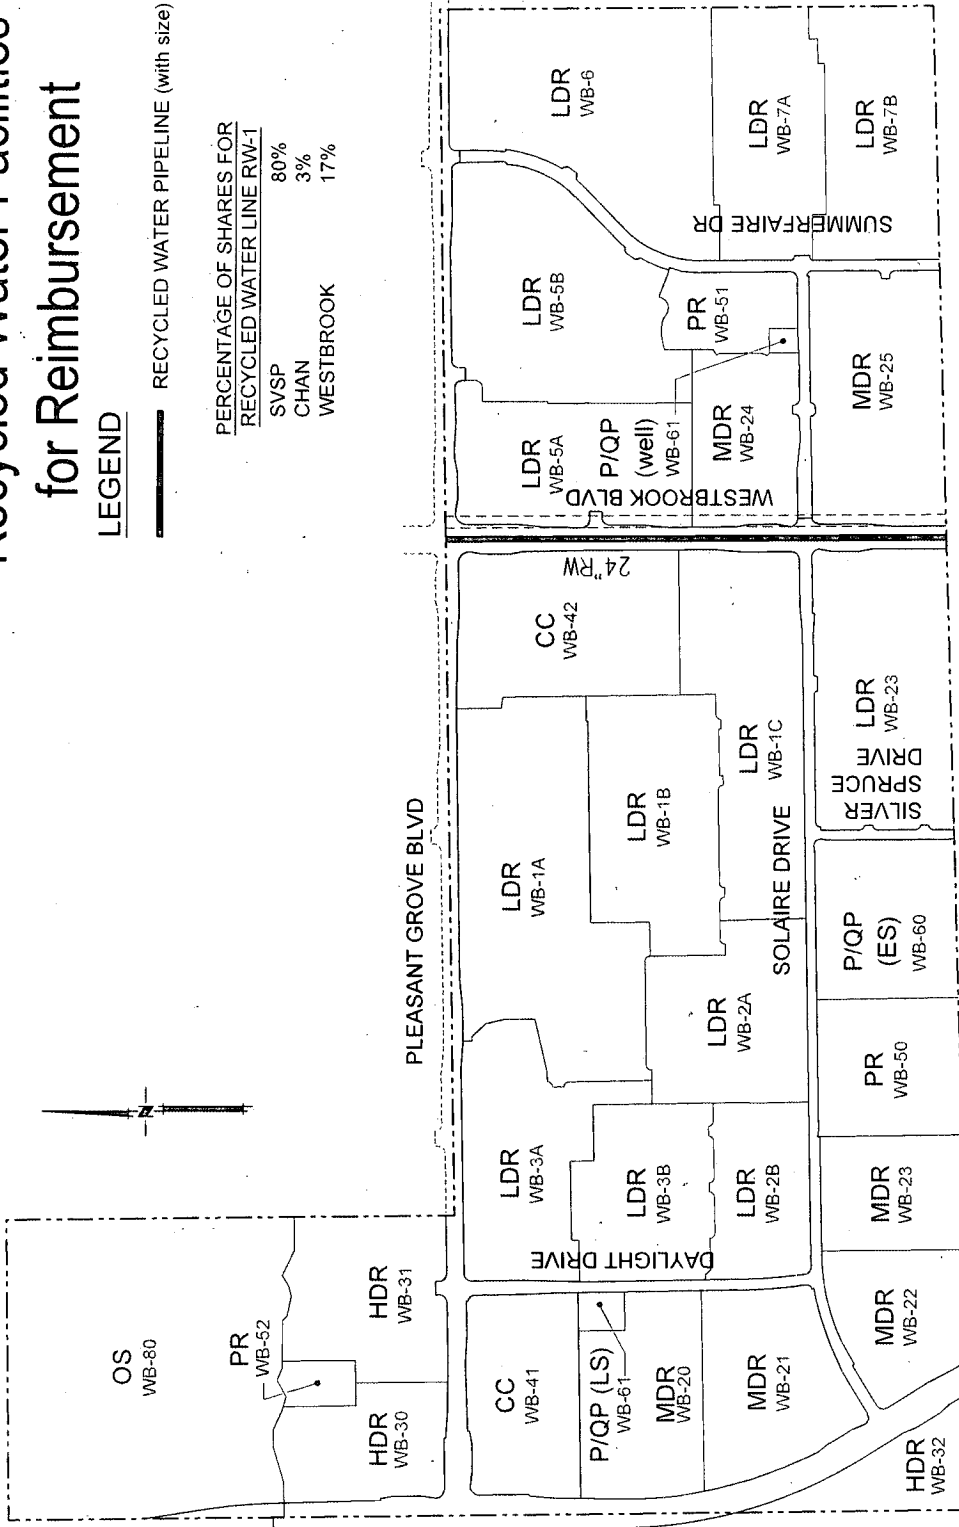 Recycled Water Facilities
for Reimbursement
LEGEND
RECYCLED WATER PIPELINE (with size)
PERCENTAGE OF SHARES FOR
RECYCLED WATER LINE RW-1
SVSP 80%
CHAN 3%
WESTBROOK 17%
OS
WB-80
PR
WB-52
HDR
WB-30
HDR
WB-31
PLEASANT GROVE BLVD
CC
WB-41
P/QP (LS)
WB-61
MDR
WB-20
MDR
WB-21
MDR
WB-22
HDR
WB-32
DAYLIGHT DRIVE
LDR
WB-3A
LDR
WB-3B
LDR
WB-2B
LDR
WB-2A
LDR
WB-1A
LDR
WB-1B
LDR
WB-1C
CC
WB-42
SOLAIRE DRIVE
MDR
WB-23
PR
WB-50
P/QP
(ES)
WB-60
SILVER
SPRUCE
DRIVE
LDR
WB-23
24"RW
WESTBROOK BLVD
LDR
WB-5A
P/QP
(well)
WB-61
MDR
WB-24
LDR
WB-5B
PR
WB-51
MDR
WB-25
SUMMERFAIRE DR
LDR
WB-6
LDR
WB-7A
LDR
WB-7B